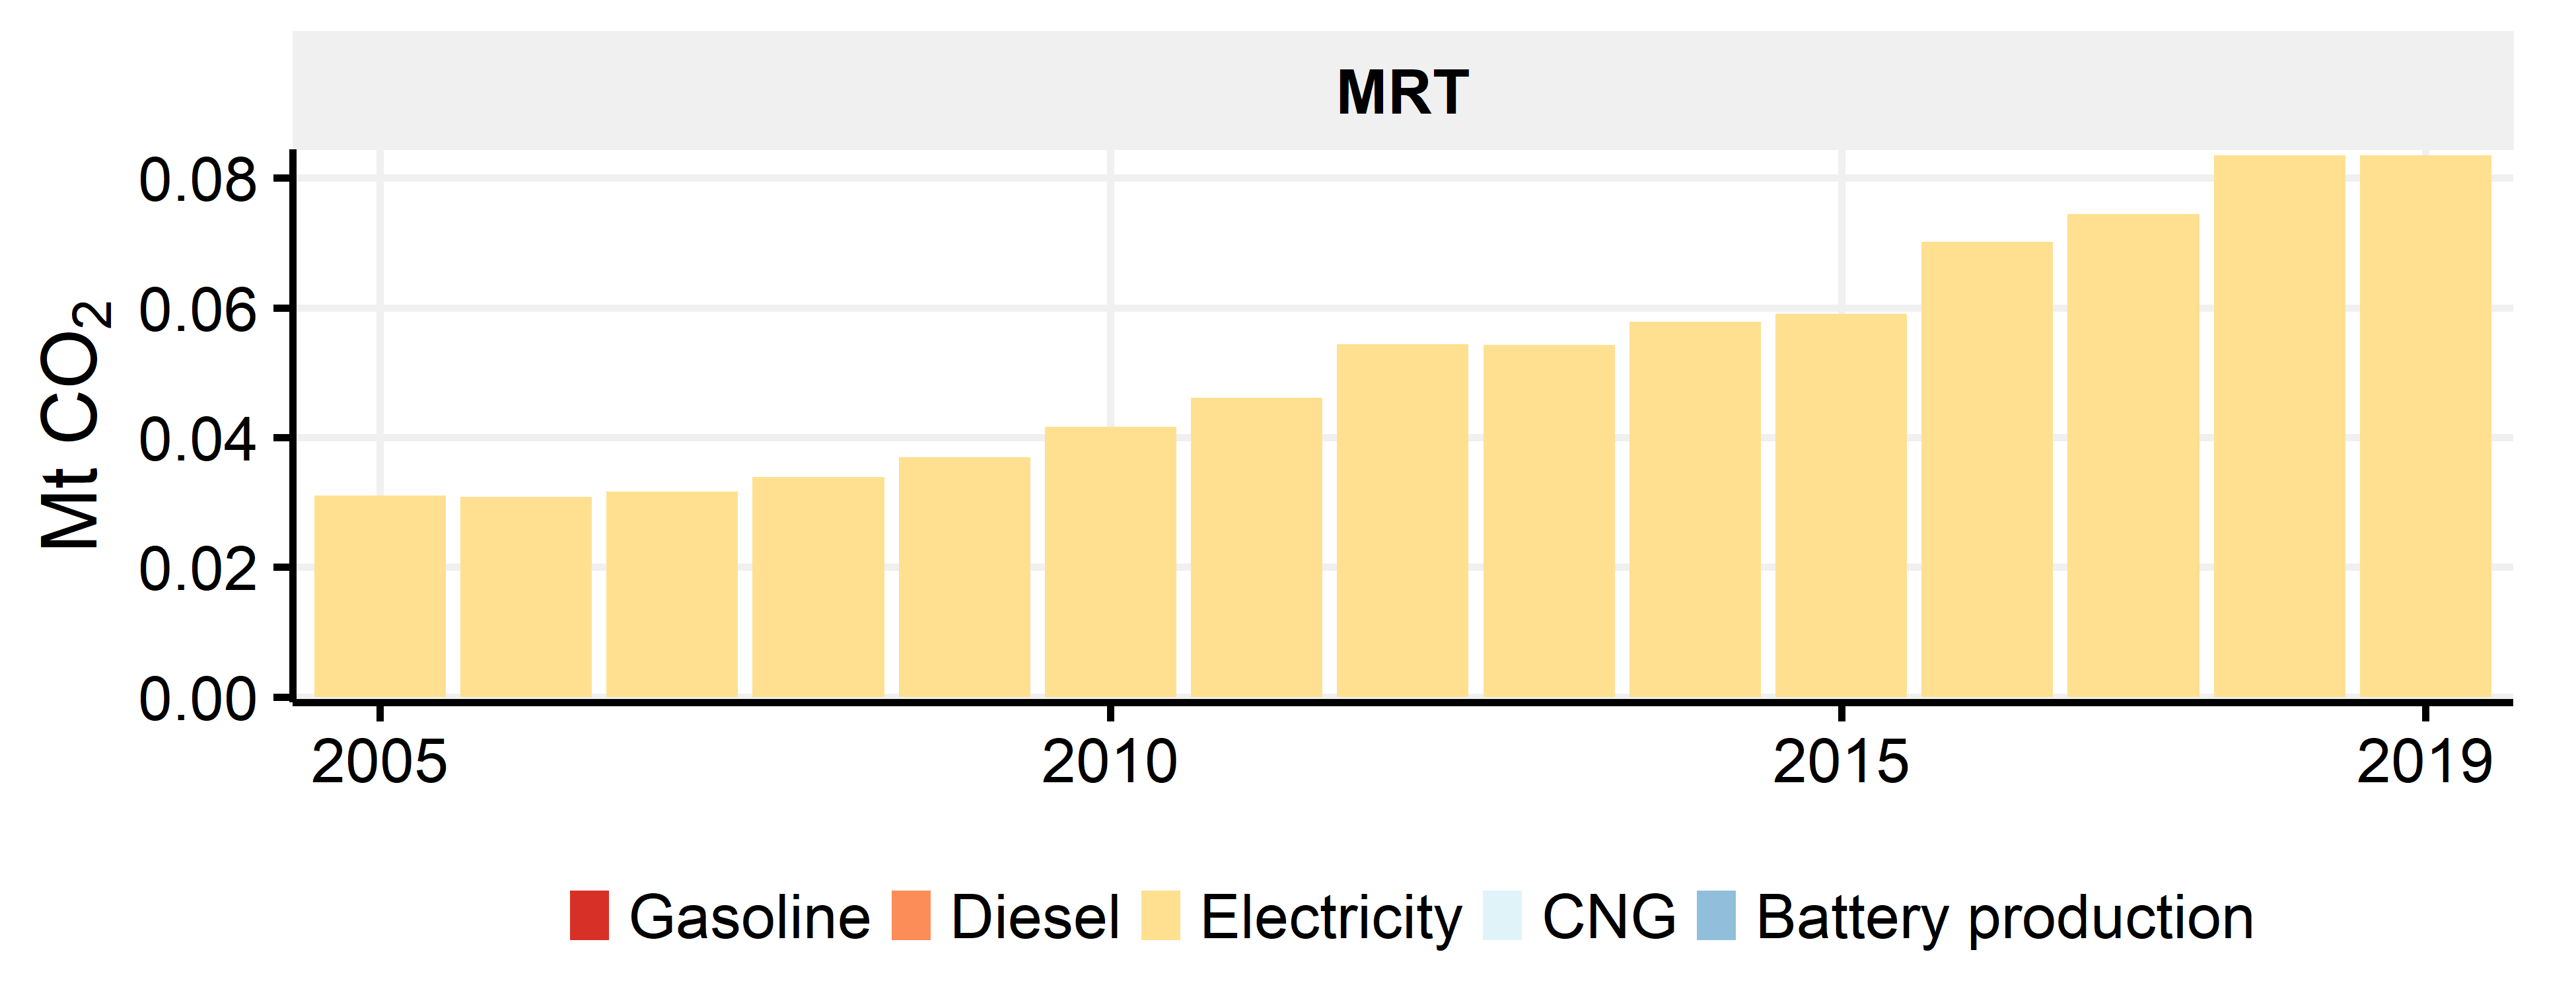 MRT
Mt CO₂
0.08
0.06
0.04
0.02
0.00
2005 2010 2015 2019
Gasoline Diesel Electricity CNG Battery production